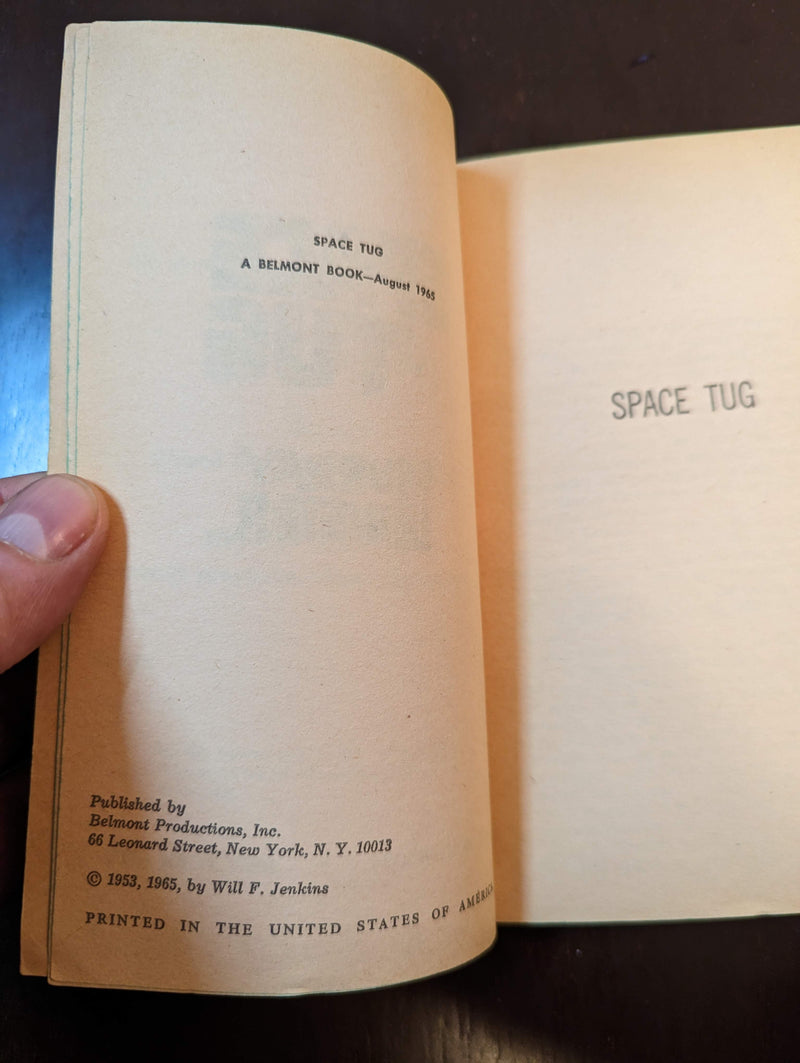 SPACE TUG
A BELMONT BOOK—August 1965
Published by
Belmont Productions, Inc.
66 Leonard Street, New York, N. Y. 10013
© 1953, 1965, by Will F. Jenkins
PRINTED IN THE UNITED STATES OF AMERICA
SPACE TUG